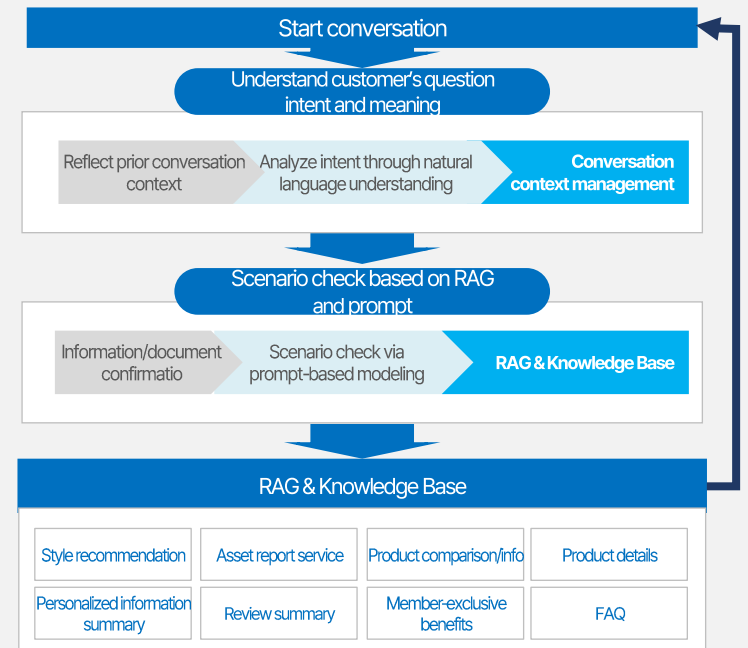 Start conversation
Understand customer's question
intent and meaning
Reflect prior conversation
context
Analyze intent through natural
language understanding
Conversation
context management
Scenario check based on RAG
and prompt
Information/document
confirmatio
Scenario check via
prompt-based modeling
RAG & Knowledge Base
RAG & Knowledge Base
Style recommendation
Asset report service
Product comparison/info
Product details
Personalized information
summary
Review summary
Member-exclusive
benefits
FAQ